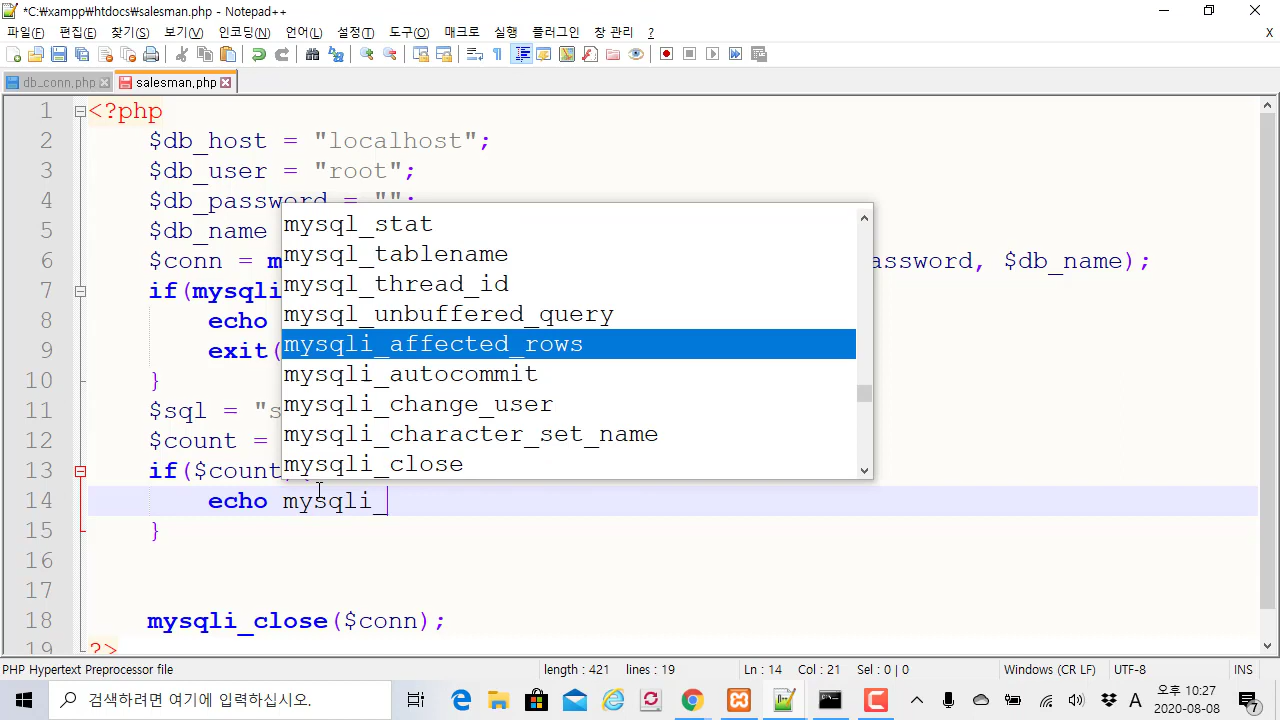 *C:₩xampp₩htdocs₩salesman.php - Notepad++
파일(F) 편집(E) 찾기(S) 보기(V) 인코딩(N) 언어(L) 설정(T) 도구(O) 매크로 실행 플러그인 창 관리 ? X
db_conn.php salesman.php
1 <?php
2 $db_host = "localhost";
3 $db_user = "root";
4 $db_password = "";
5 $db_name
6 $conn = m assword, $db_name);
7 if(mysqli
8 echo
9 exit(
10 }
11 $sql = "s
12 $count =
13 if($count
14 echo mysqli_
15 }
16
17
18 mysqli_close($conn);
19 ?>
mysql_stat
mysql_tablename
mysql_thread_id
mysql_unbuffered_query
mysqli_affected_rows
mysqli_autocommit
mysqli_change_user
mysqli_character_set_name
mysqli_close
PHP Hypertext Preprocessor file length : 421 lines : 19 Ln : 14 Col : 21 Sel : 0 | 0 Windows (CR LF) UTF-8 INS
검색하려면 여기에 입력하십시오. A 오후 10:27
2020-08-08 7